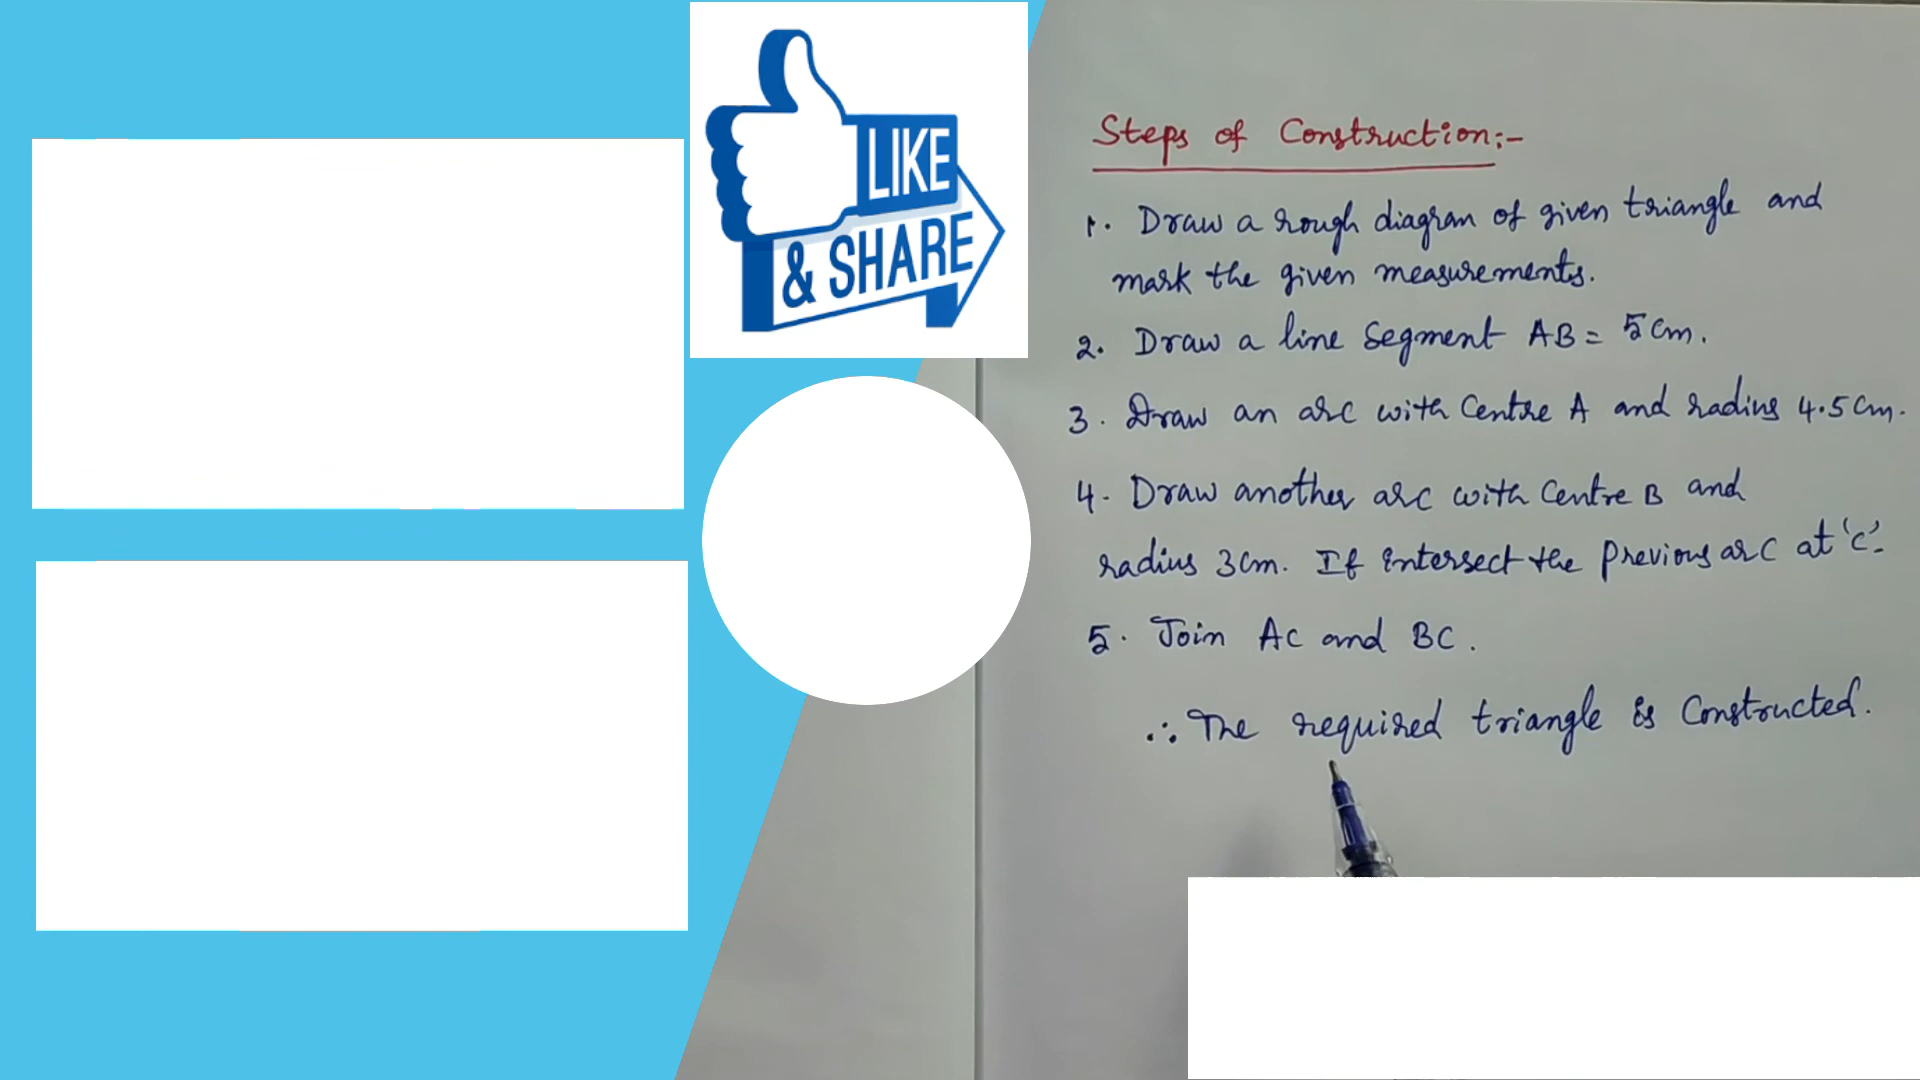 LIKE
& SHARE
Steps of Construction:-
1. Draw a rough diagram of given triangle and
mark the given measurements.
2. Draw a line Segment AB = 5cm.
3. Draw an arc with Centre A and radius 4.5cm.
4. Draw another arc with Centre B and
radius 3cm. It intersect the Previous arc at 'c'.
5. Join AC and BC.
∴ The required triangle is Constructed.